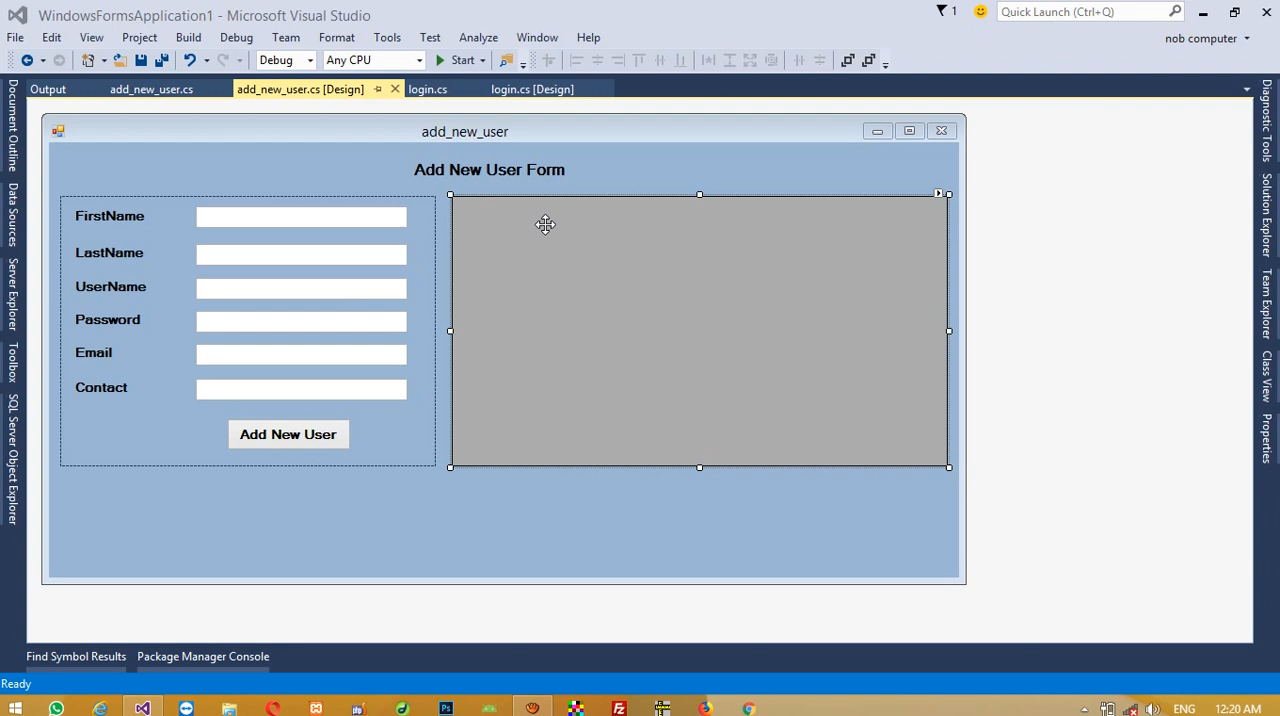 WindowsFormsApplication1 - Microsoft Visual Studio
1
Quick Launch (Ctrl+Q)
File Edit View Project Build Debug Team Format Tools Test Analyze Window Help
nob computer
Debug Any CPU Start
Output add_new_user.cs add_new_user.cs [Design] login.cs login.cs [Design]
Document Outline
Data Sources
Server Explorer
Toolbox
SQL Server Object Explorer
add_new_user
Add New User Form
FirstName
LastName
UserName
Password
Email
Contact
Add New User
Diagnostic Tools
Solution Explorer
Team Explorer
Class View
Properties
Find Symbol Results Package Manager Console
Ready
Ps
ENG 12:20 AM